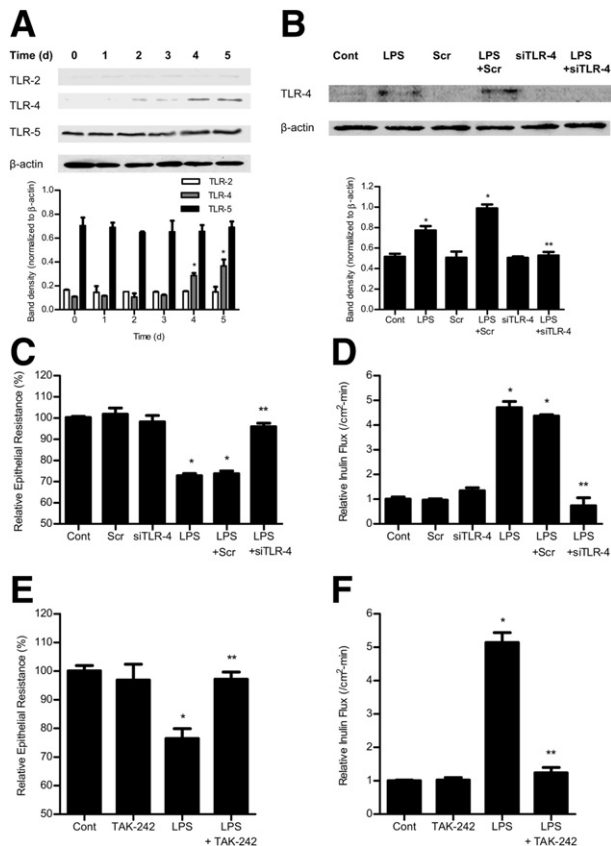 A
Time (d) 0 1 2 3 4 5
TLR-2
TLR-4
TLR-5
β-actin
TLR-2
TLR-4
TLR-5
Band density (normalized to β-actin)
1.0
0.8
0.6
0.4
0.2
0.0
* *
0 1 2 3 4 5
Time (d)
B
Cont LPS Scr LPS +Scr siTLR-4 LPS +siTLR-4
TLR-4
β-actin
Band density (normalized to β-actin)
1.2
1.0
0.8
0.6
0.4
0.2
0.0
* * **
Cont LPS Scr LPS +Scr siTLR-4 LPS +siTLR-4
C
Relative Epithelial Resistance (%)
110
100
90
80
70
60
50
* * **
Cont Scr siTLR-4 LPS LPS +Scr LPS +siTLR-4
D
Relative Inulin Flux (/cm²-min)
6
5
4
3
2
1
0
* * **
Cont Scr siTLR-4 LPS LPS +Scr LPS +siTLR-4
E
Relative Epithelial Resistance (%)
110
100
90
80
70
60
50
* **
Cont TAK-242 LPS LPS + TAK-242
F
Relative Inulin Flux (/cm²-min)
6
5
4
3
2
1
0
* **
Cont TAK-242 LPS LPS + TAK-242